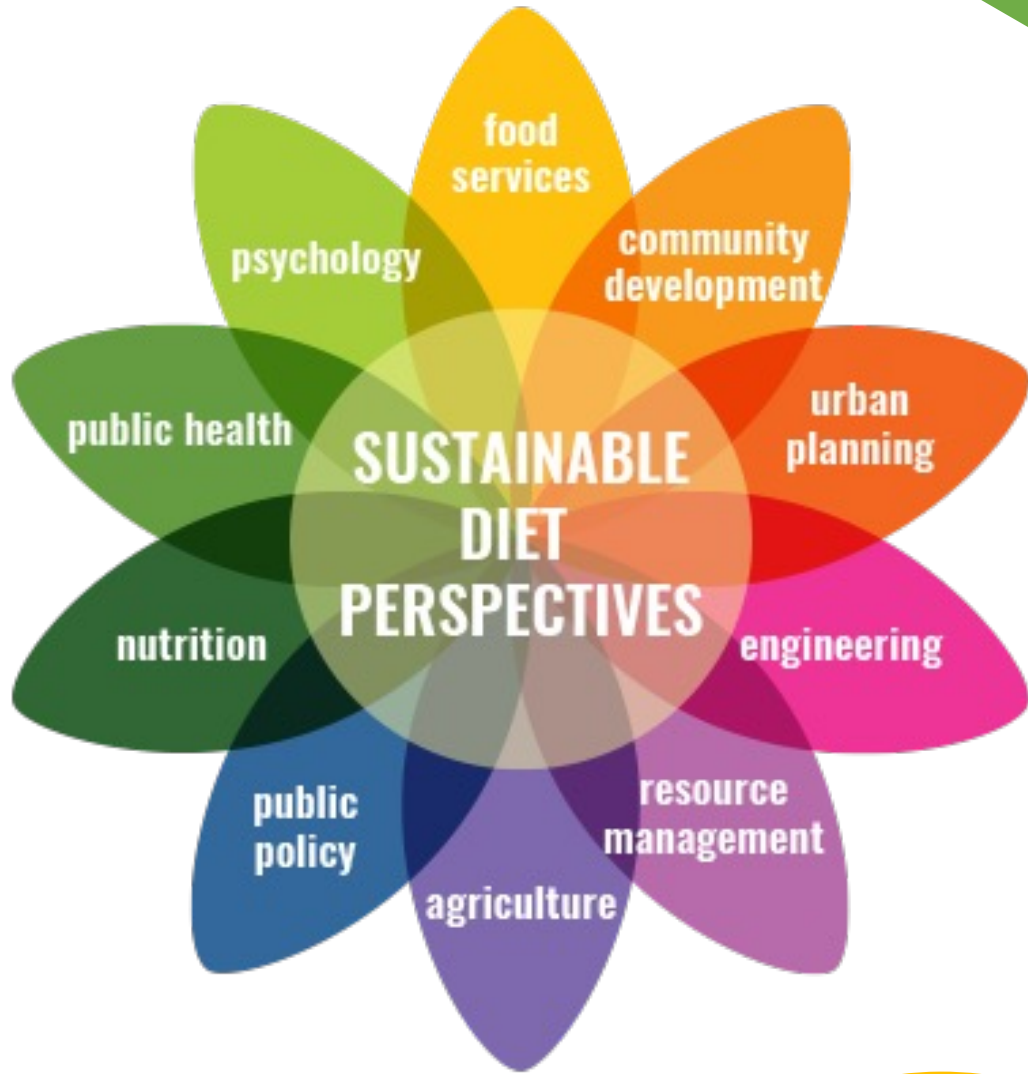 food
services
community
development
urban
planning
engineering
resource
management
agriculture
public
policy
nutrition
public health
psychology
SUSTAINABLE
DIET
PERSPECTIVES